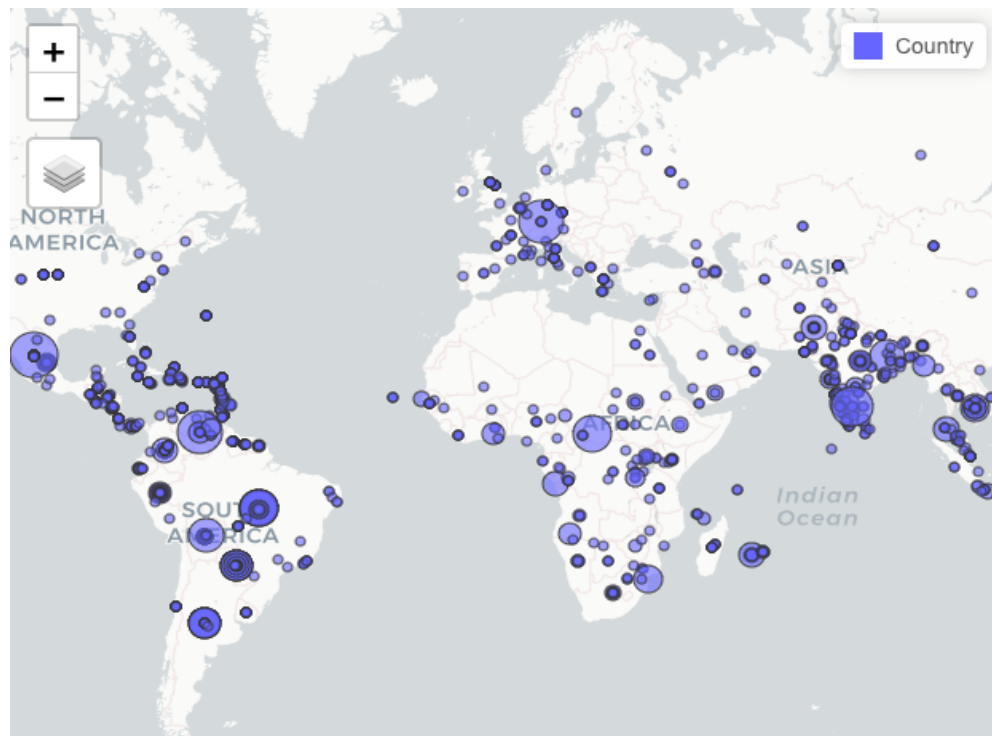 +
Country
−
NORTH
AMERICA
ASIA
AFRICA
Indian
Ocean
SOUTH
AMERICA